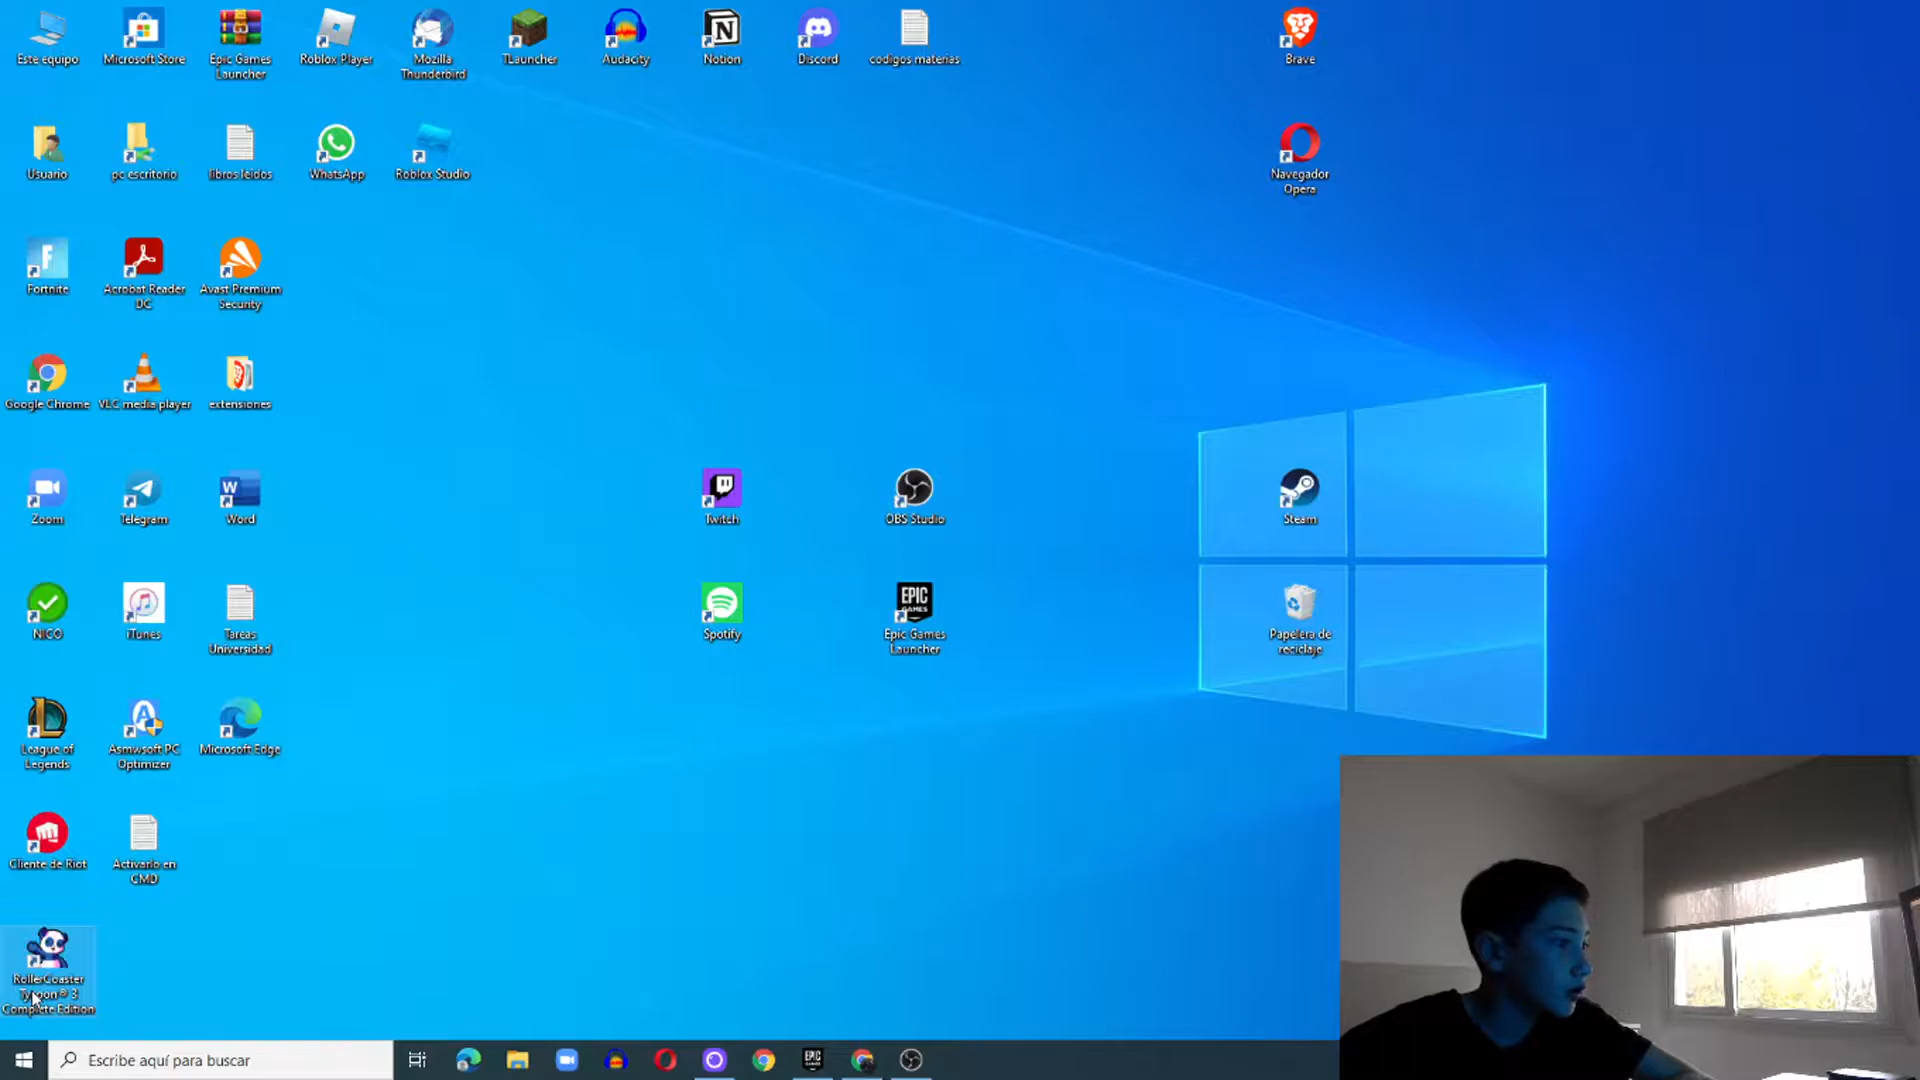 Este equipo
Microsoft Store
Epic Games
Launcher
Roblox Player
Mozilla
Thunderbird
TLauncher
Audacity
Notion
Discord
codigos materias
Brave
Usuario
pc escritorio
libros leidos
WhatsApp
Roblox Studio
Navegador
Opera
Fortnite
Acrobat Reader
DC
Avast Premium
Security
Google Chrome
VLC media player
extensiones
Zoom
Telegram
Word
Twitch
OBS Studio
Steam
NICO
iTunes
Tareas
Universidad
Spotify
EPIC
GAMES
Epic Games
Launcher
Papelera de
reciclaje
League of
Legends
Asmwsoft PC
Optimizer
Microsoft Edge
Cliente de Riot
Activarlo en
CMD
RollerCoaster
Tycoon® 3
Complete Edition
Escribe aquí para buscar
EPIC